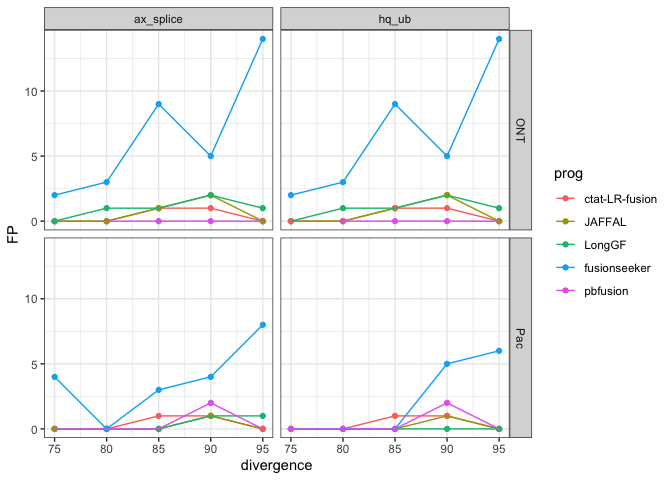 ax_splice
hq_ub
10
5
0
ONT
10
5
0
Pac
FP
75
80
85
90
95
75
80
85
90
95
divergence
prog
ctat-LR-fusion
JAFFAL
LongGF
fusionseeker
pbfusion